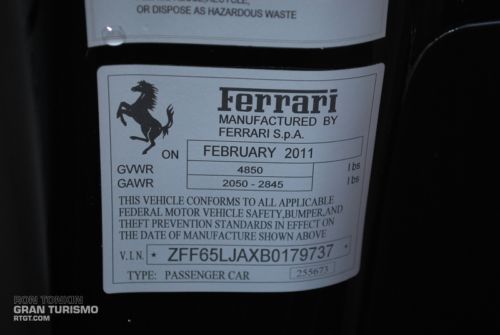 OR DISPOSE AS HAZARDOUS WASTE
Ferrari
MANUFACTURED BY
FERRARI S.p.A.
ON FEBRUARY 2011
GVWR 4850 lbs
GAWR 2050 - 2845 lbs
THIS VEHICLE CONFORMS TO ALL APPLICABLE
FEDERAL MOTOR VEHICLE SAFETY,BUMPER,AND
THEFT PREVENTION STANDARDS IN EFFECT ON
THE DATE OF MANUFACTURE SHOWN ABOVE
V.I.N. * ZFF65LJAXB0179737 *
TYPE: PASSENGER CAR 255673
RON TONKIN
GRAN TURISMO
RTGT.COM